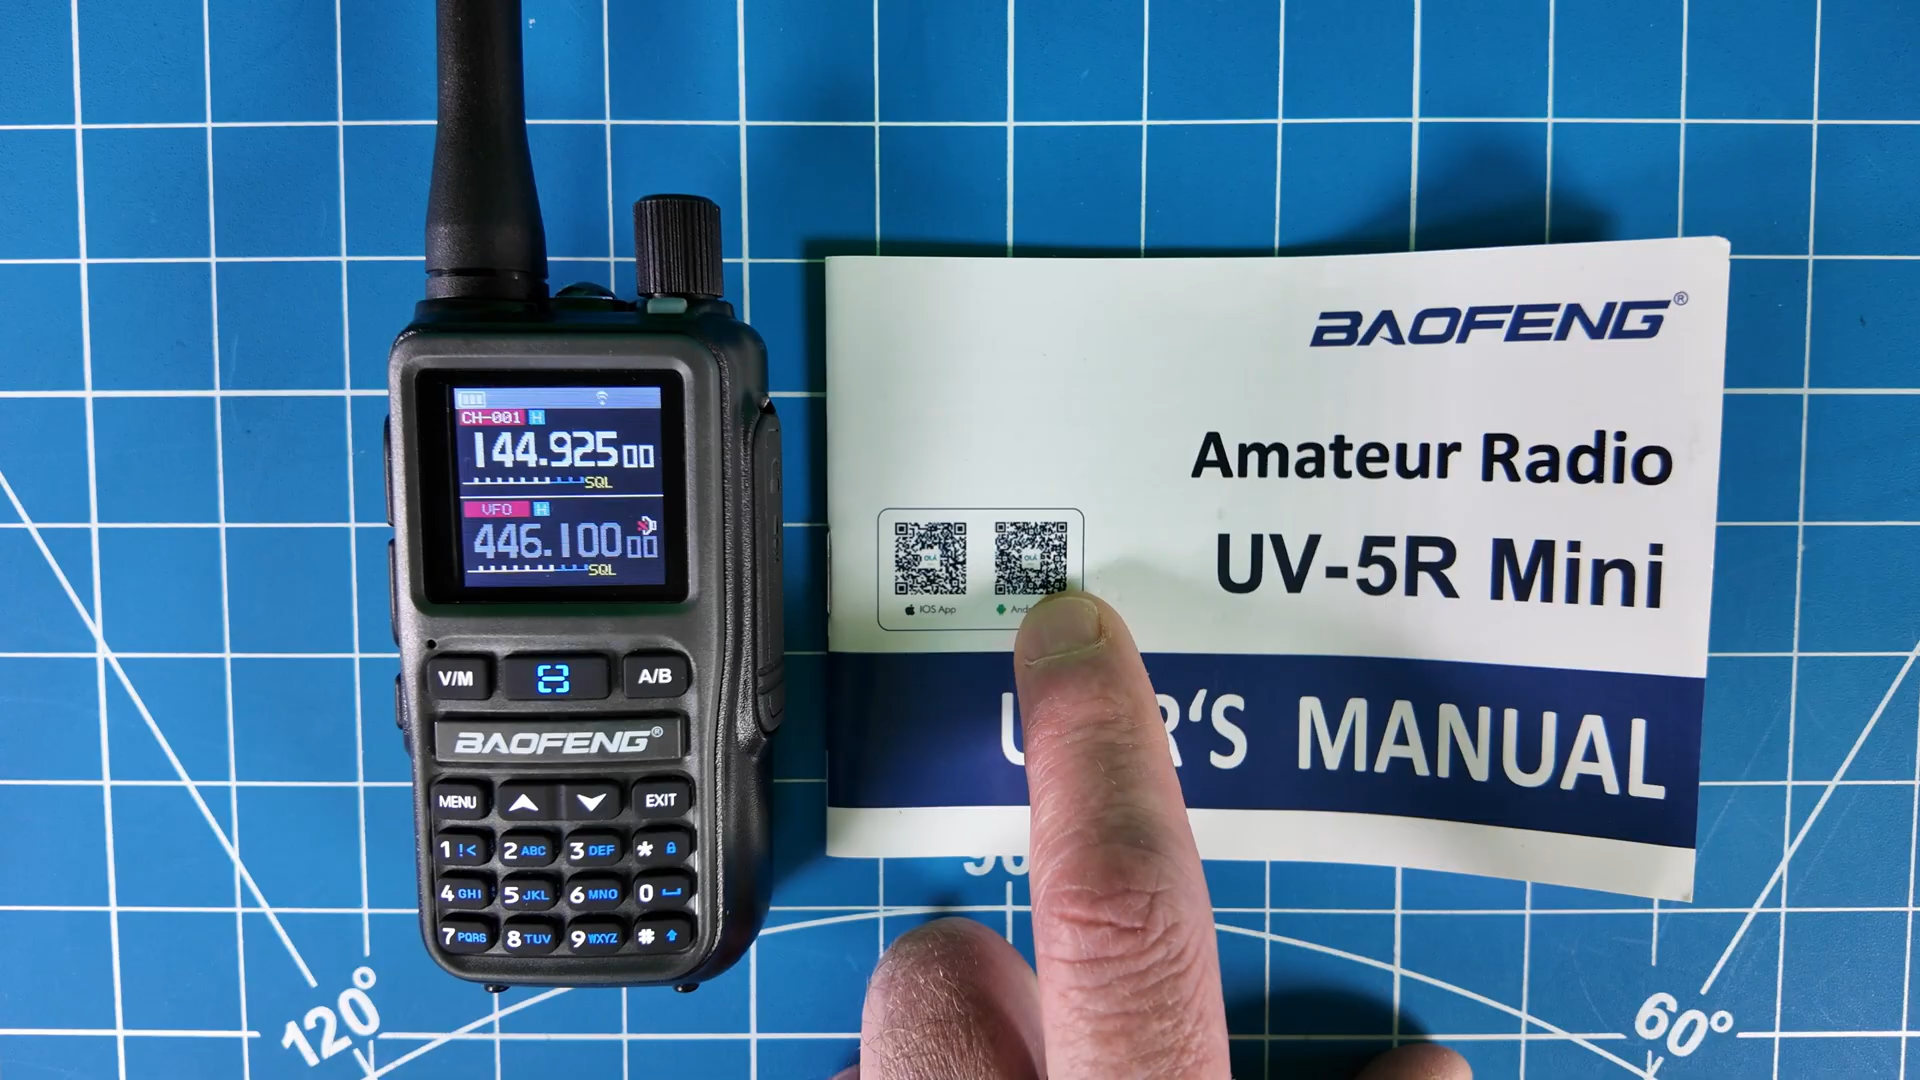 CH-001 H
144.92500
SQL
VFO H
446.10000
SQL
V/M
A/B
BAOFENG®
MENU
EXIT
1 !<
2 ABC
3 DEF
*
4 GHI
5 JKL
6 MNO
0
7 PQRS
8 TUV
9 WXYZ
#
BAOFENG®
Amateur Radio
UV-5R Mini
IOS App
MANUAL
120°
60°